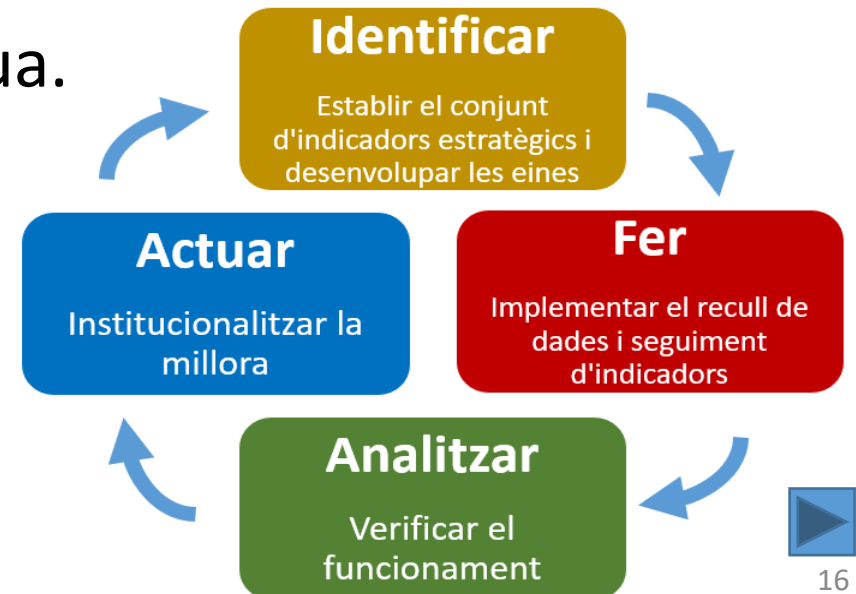 ua.
Identificar
Establir el conjunt
d'indicadors estratègics i
desenvolupar les eines
Fer
Implementar el recull de
dades i seguiment
d'indicadors
Analitzar
Verificar el
funcionament
Actuar
Institucionalitzar la
millora
16